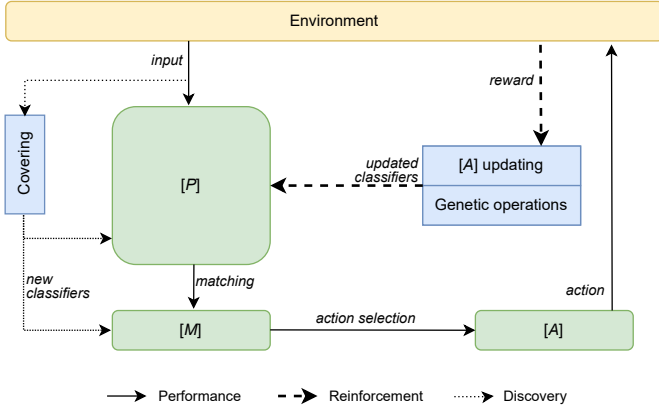 Environment
input
reward
Covering
[P]
updated
classifiers
[A] updating
Genetic operations
new
classifiers
matching
[M]
action selection
[A]
action
Performance
Reinforcement
Discovery